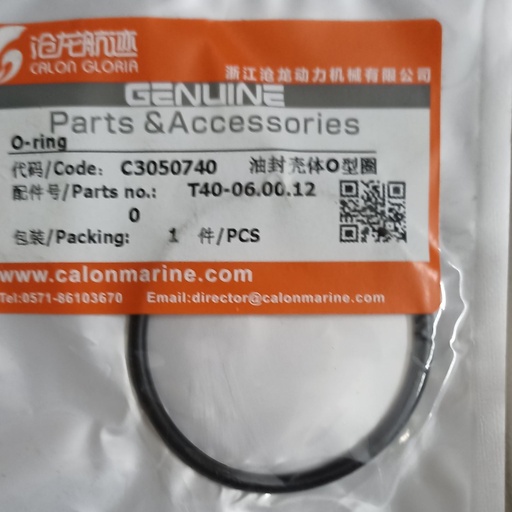 沧龙航迹
CALON GLORIA
浙江沧龙动力机械有限公司
GENUINE
Parts & Accessories
O-ring
代码/Code: C3050740 油封壳体O型圈
配件号/Parts no.: T40-06.00.12
0
包装/Packing: 1 件/PCS
www.calonmarine.com
Tel:0571-86103670 Email:director@calonmarine.com